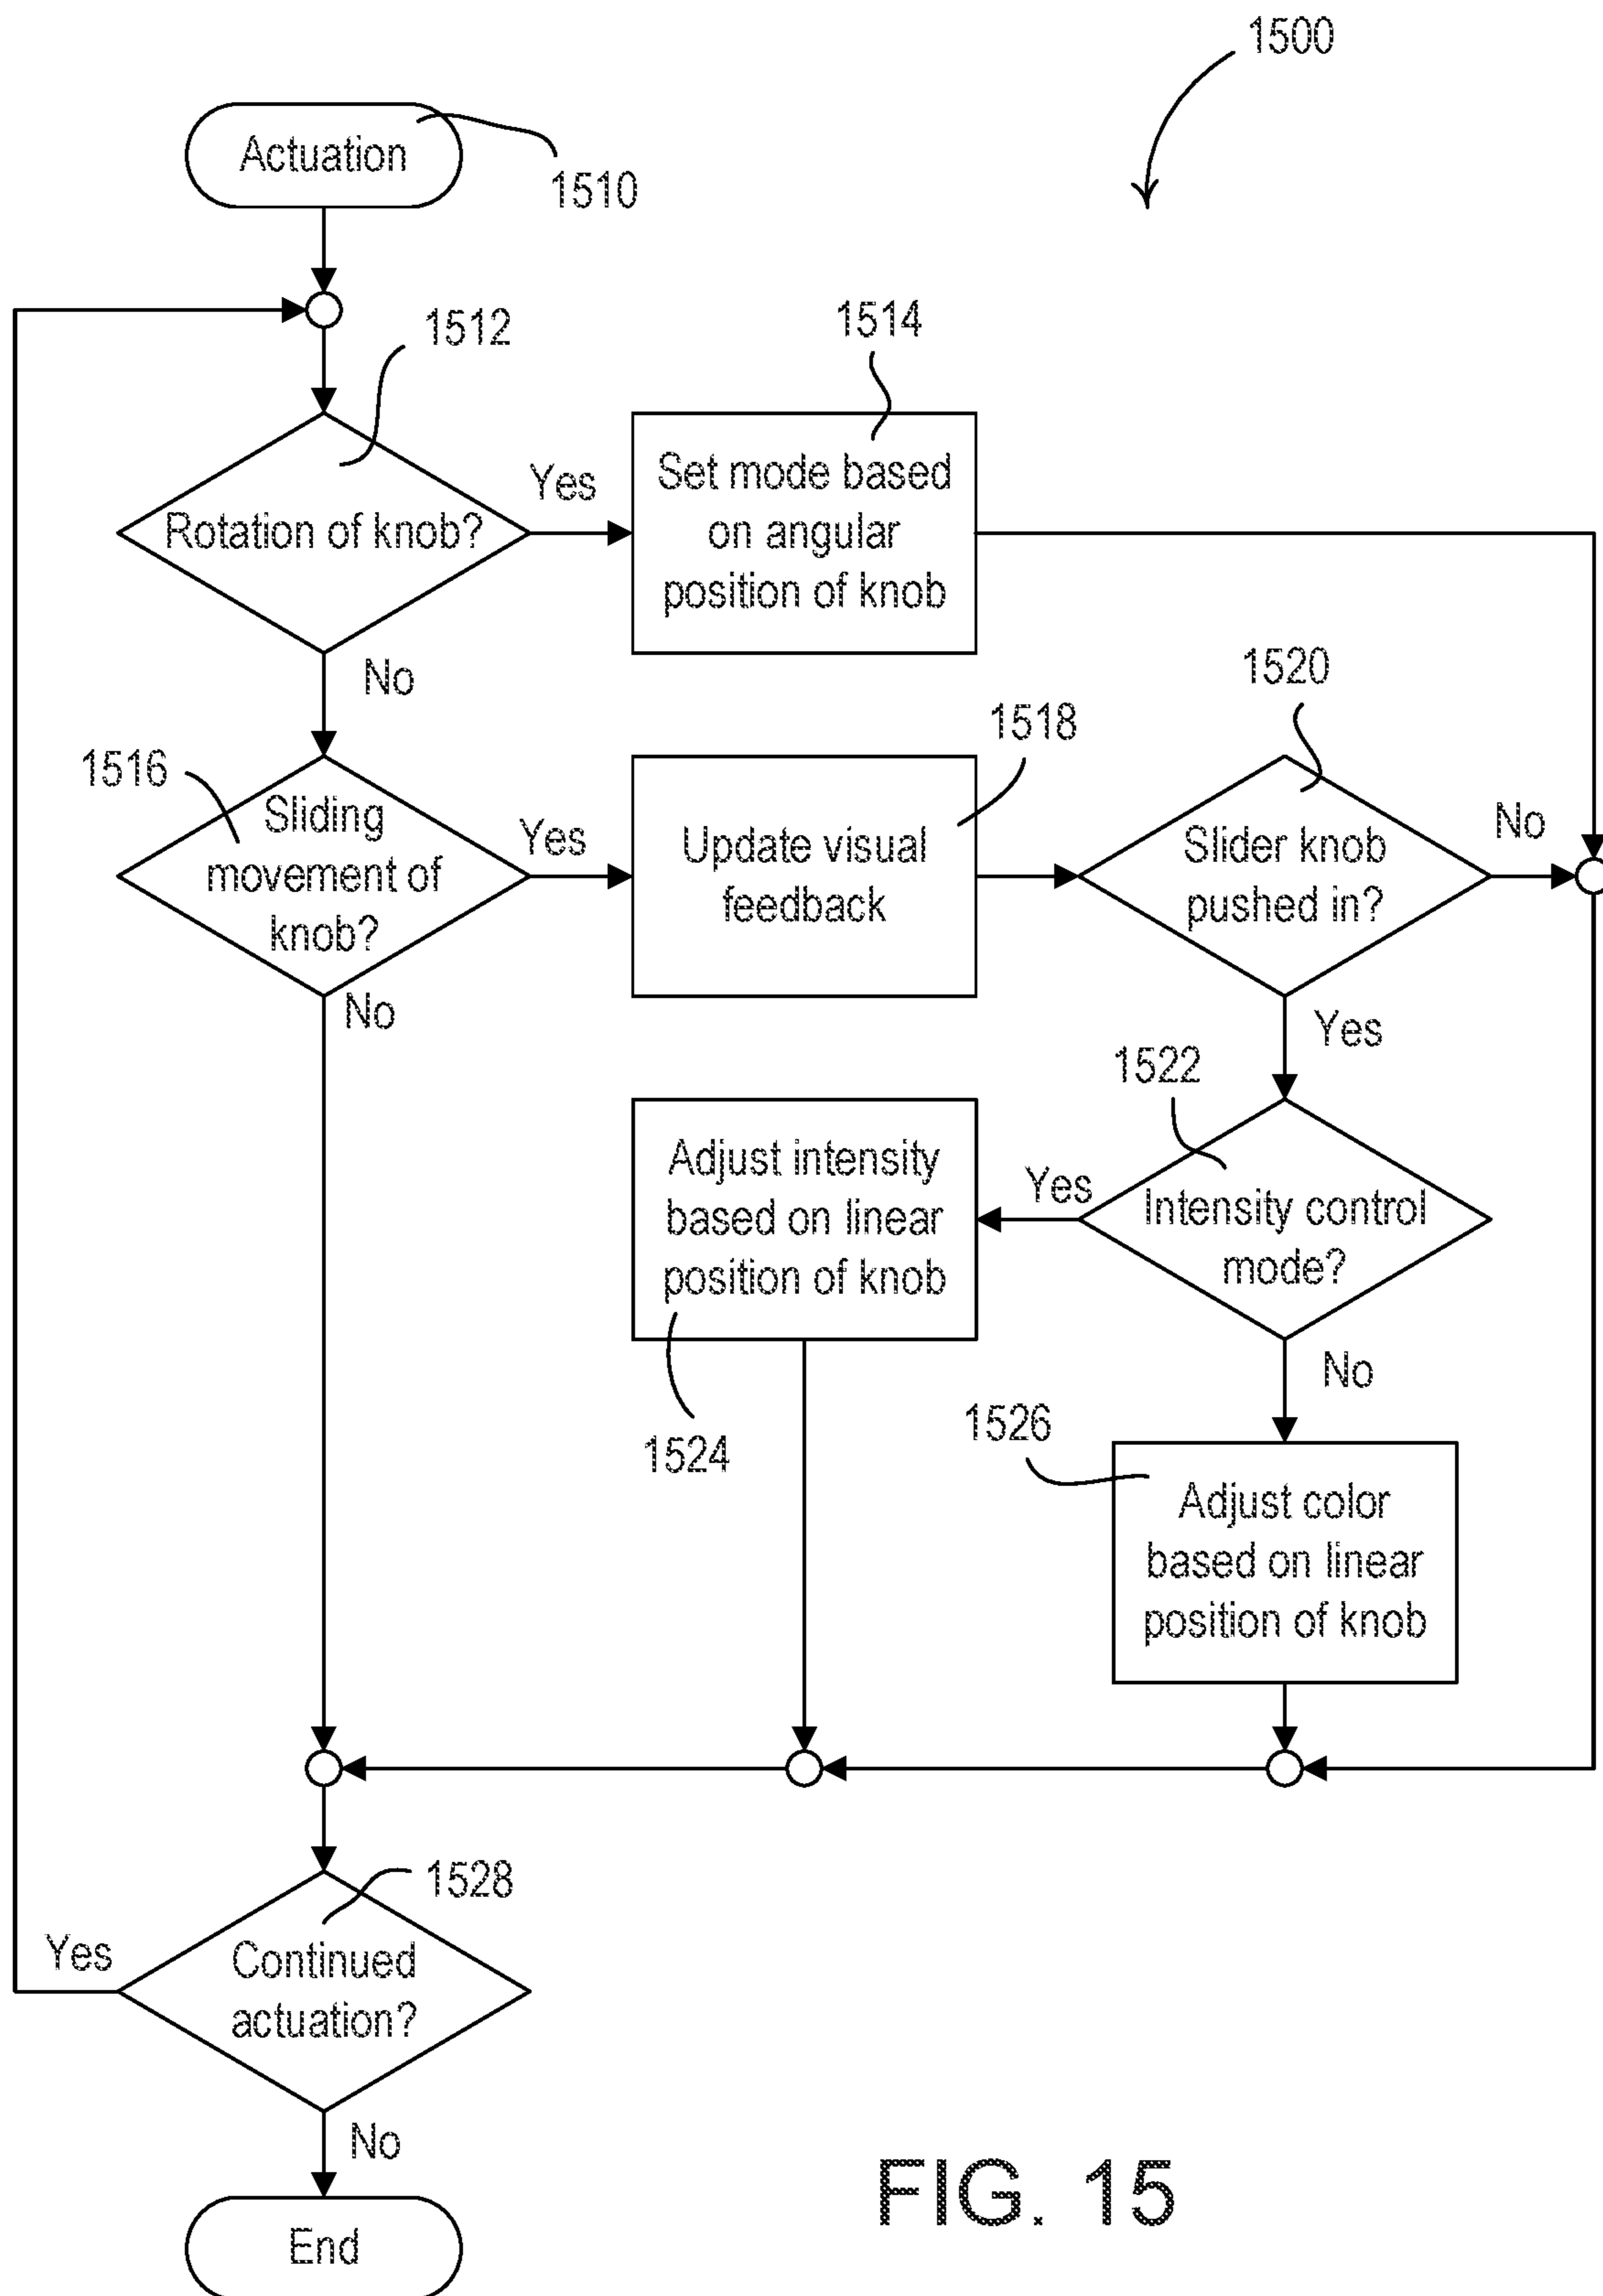 1500
Actuation
1510
1512
1514
Rotation of knob?
Yes
Set mode based
on angular
position of knob
No
1520
1518
1516
Sliding
movement of
knob?
Yes
Update visual
feedback
Slider knob
pushed in?
No
No
Yes
1522
Adjust intensity
based on linear
position of knob
Yes
Intensity control
mode?
No
1524
1526
Adjust color
based on linear
position of knob
1528
Yes
Continued
actuation?
No
End
FIG. 15